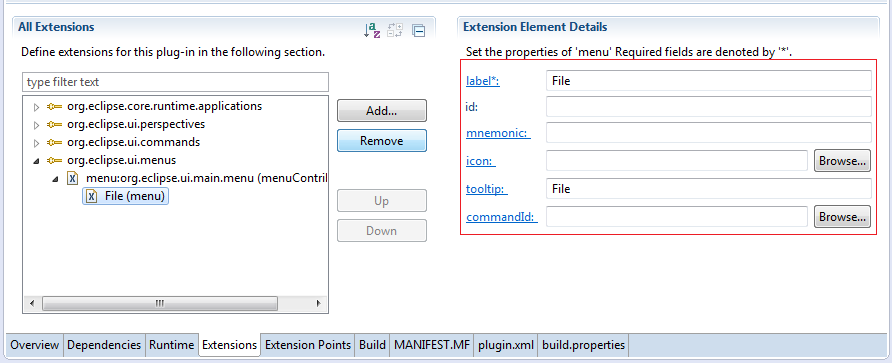 All Extensions
Define extensions for this plug-in in the following section.
type filter text
org.eclipse.core.runtime.applications
org.eclipse.ui.perspectives
org.eclipse.ui.commands
org.eclipse.ui.menus
menu:org.eclipse.ui.main.menu (menuContril
File (menu)
Add...
Remove
Up
Down
Extension Element Details
Set the properties of 'menu' Required fields are denoted by '*'.
label*: File
id:
mnemonic:
icon: Browse...
tooltip: File
commandId: Browse...
Overview Dependencies Runtime Extensions Extension Points Build MANIFEST.MF plugin.xml build.properties